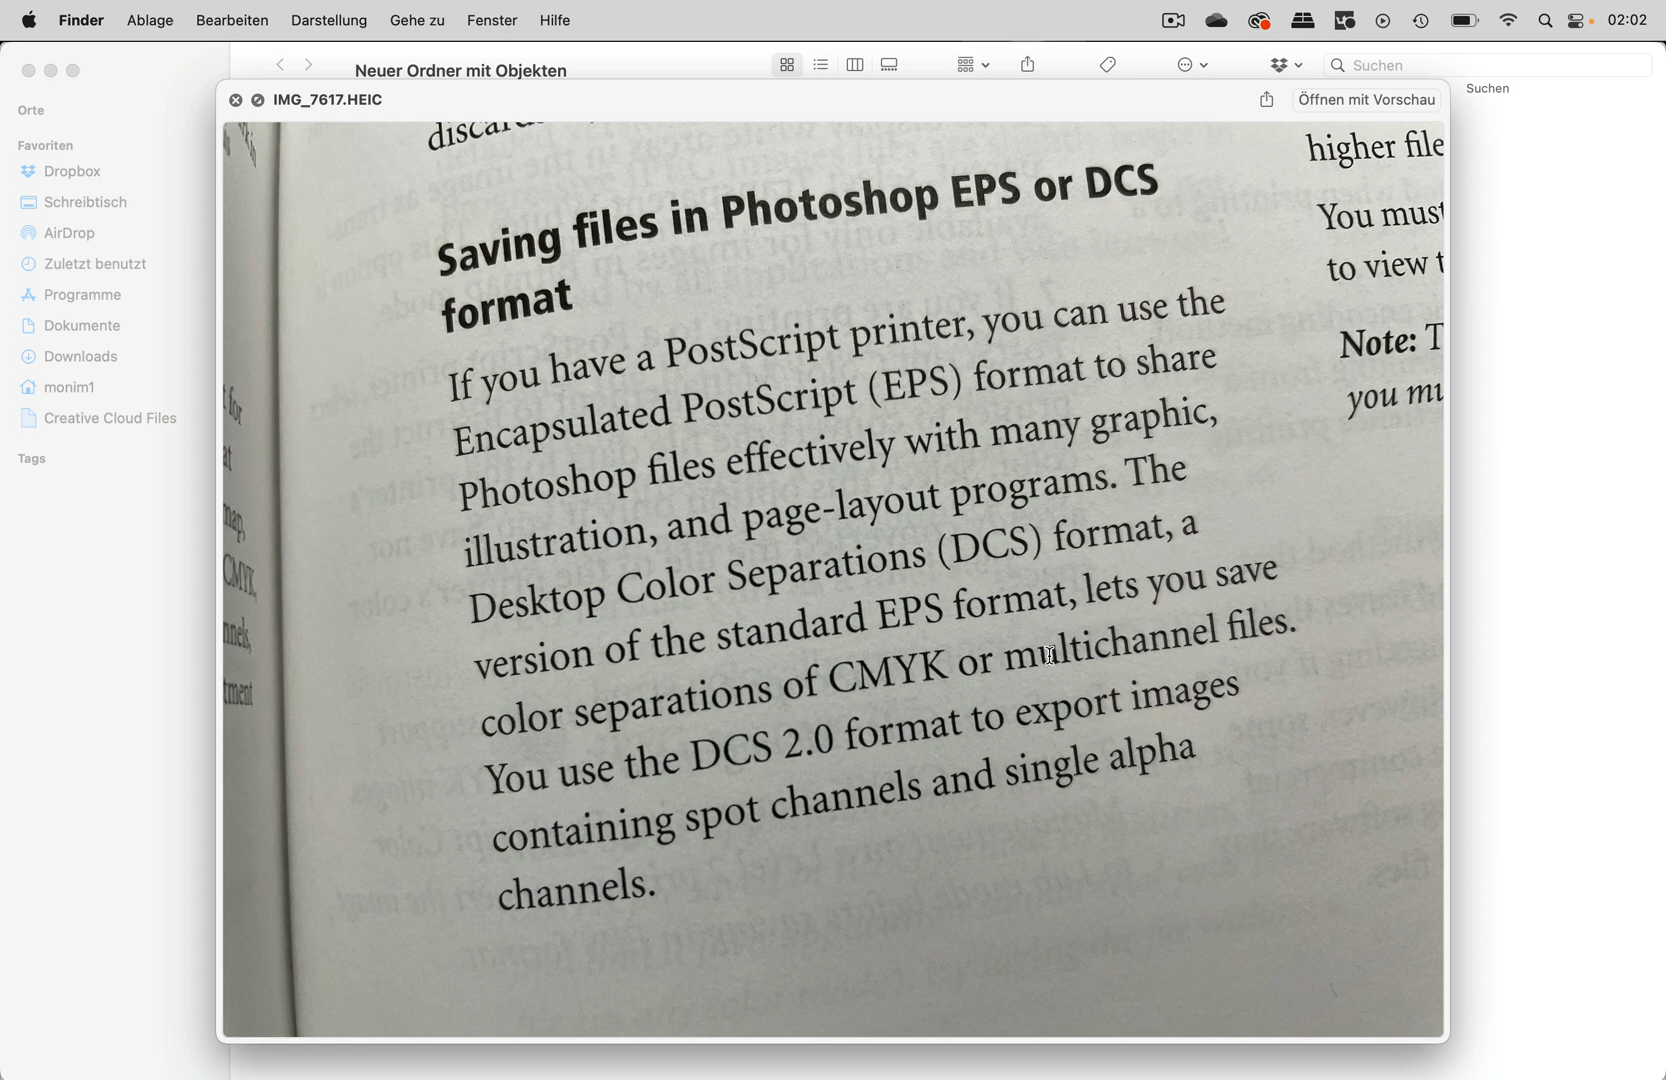 Finder Ablage Bearbeiten Darstellung Gehe zu Fenster Hilfe 02:02
Neuer Ordner mit Objekten
Suchen
Suchen
Orte
Favoriten
Dropbox
Schreibtisch
AirDrop
Zuletzt benutzt
Programme
Dokumente
Downloads
monim1
Creative Cloud Files
Tags
IMG_7617.HEIC
Öffnen mit Vorschau
Saving files in Photoshop EPS or DCS
format
If you have a PostScript printer, you can use the
Encapsulated PostScript (EPS) format to share
Photoshop files effectively with many graphic,
illustration, and page-layout programs. The
Desktop Color Separations (DCS) format, a
version of the standard EPS format, lets you save
color separations of CMYK or multichannel files.
You use the DCS 2.0 format to export images
containing spot channels and single alpha
channels.
higher file
You must
to view
Note:
you
CMYK,